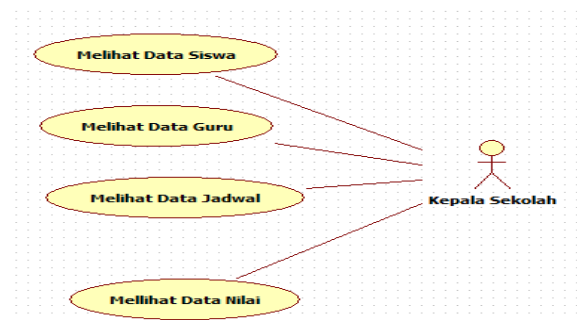 Melihat Data Siswa
Melihat Data Guru
Melihat Data Jadwal
Kepala Sekolah
Mellihat Data Nilai